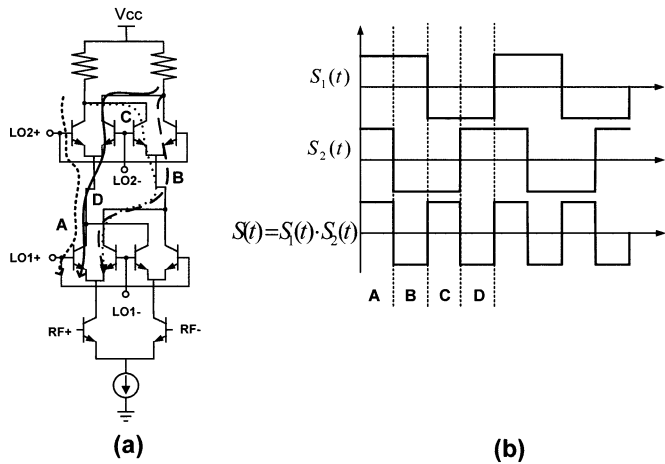 Vcc
LO2+
C
LO2-
B
D
A
LO1+
LO1-
RF+
RF-
(a)
S₁(t)
S₂(t)
S(t)=S₁(t)·S₂(t)
A B C D
(b)